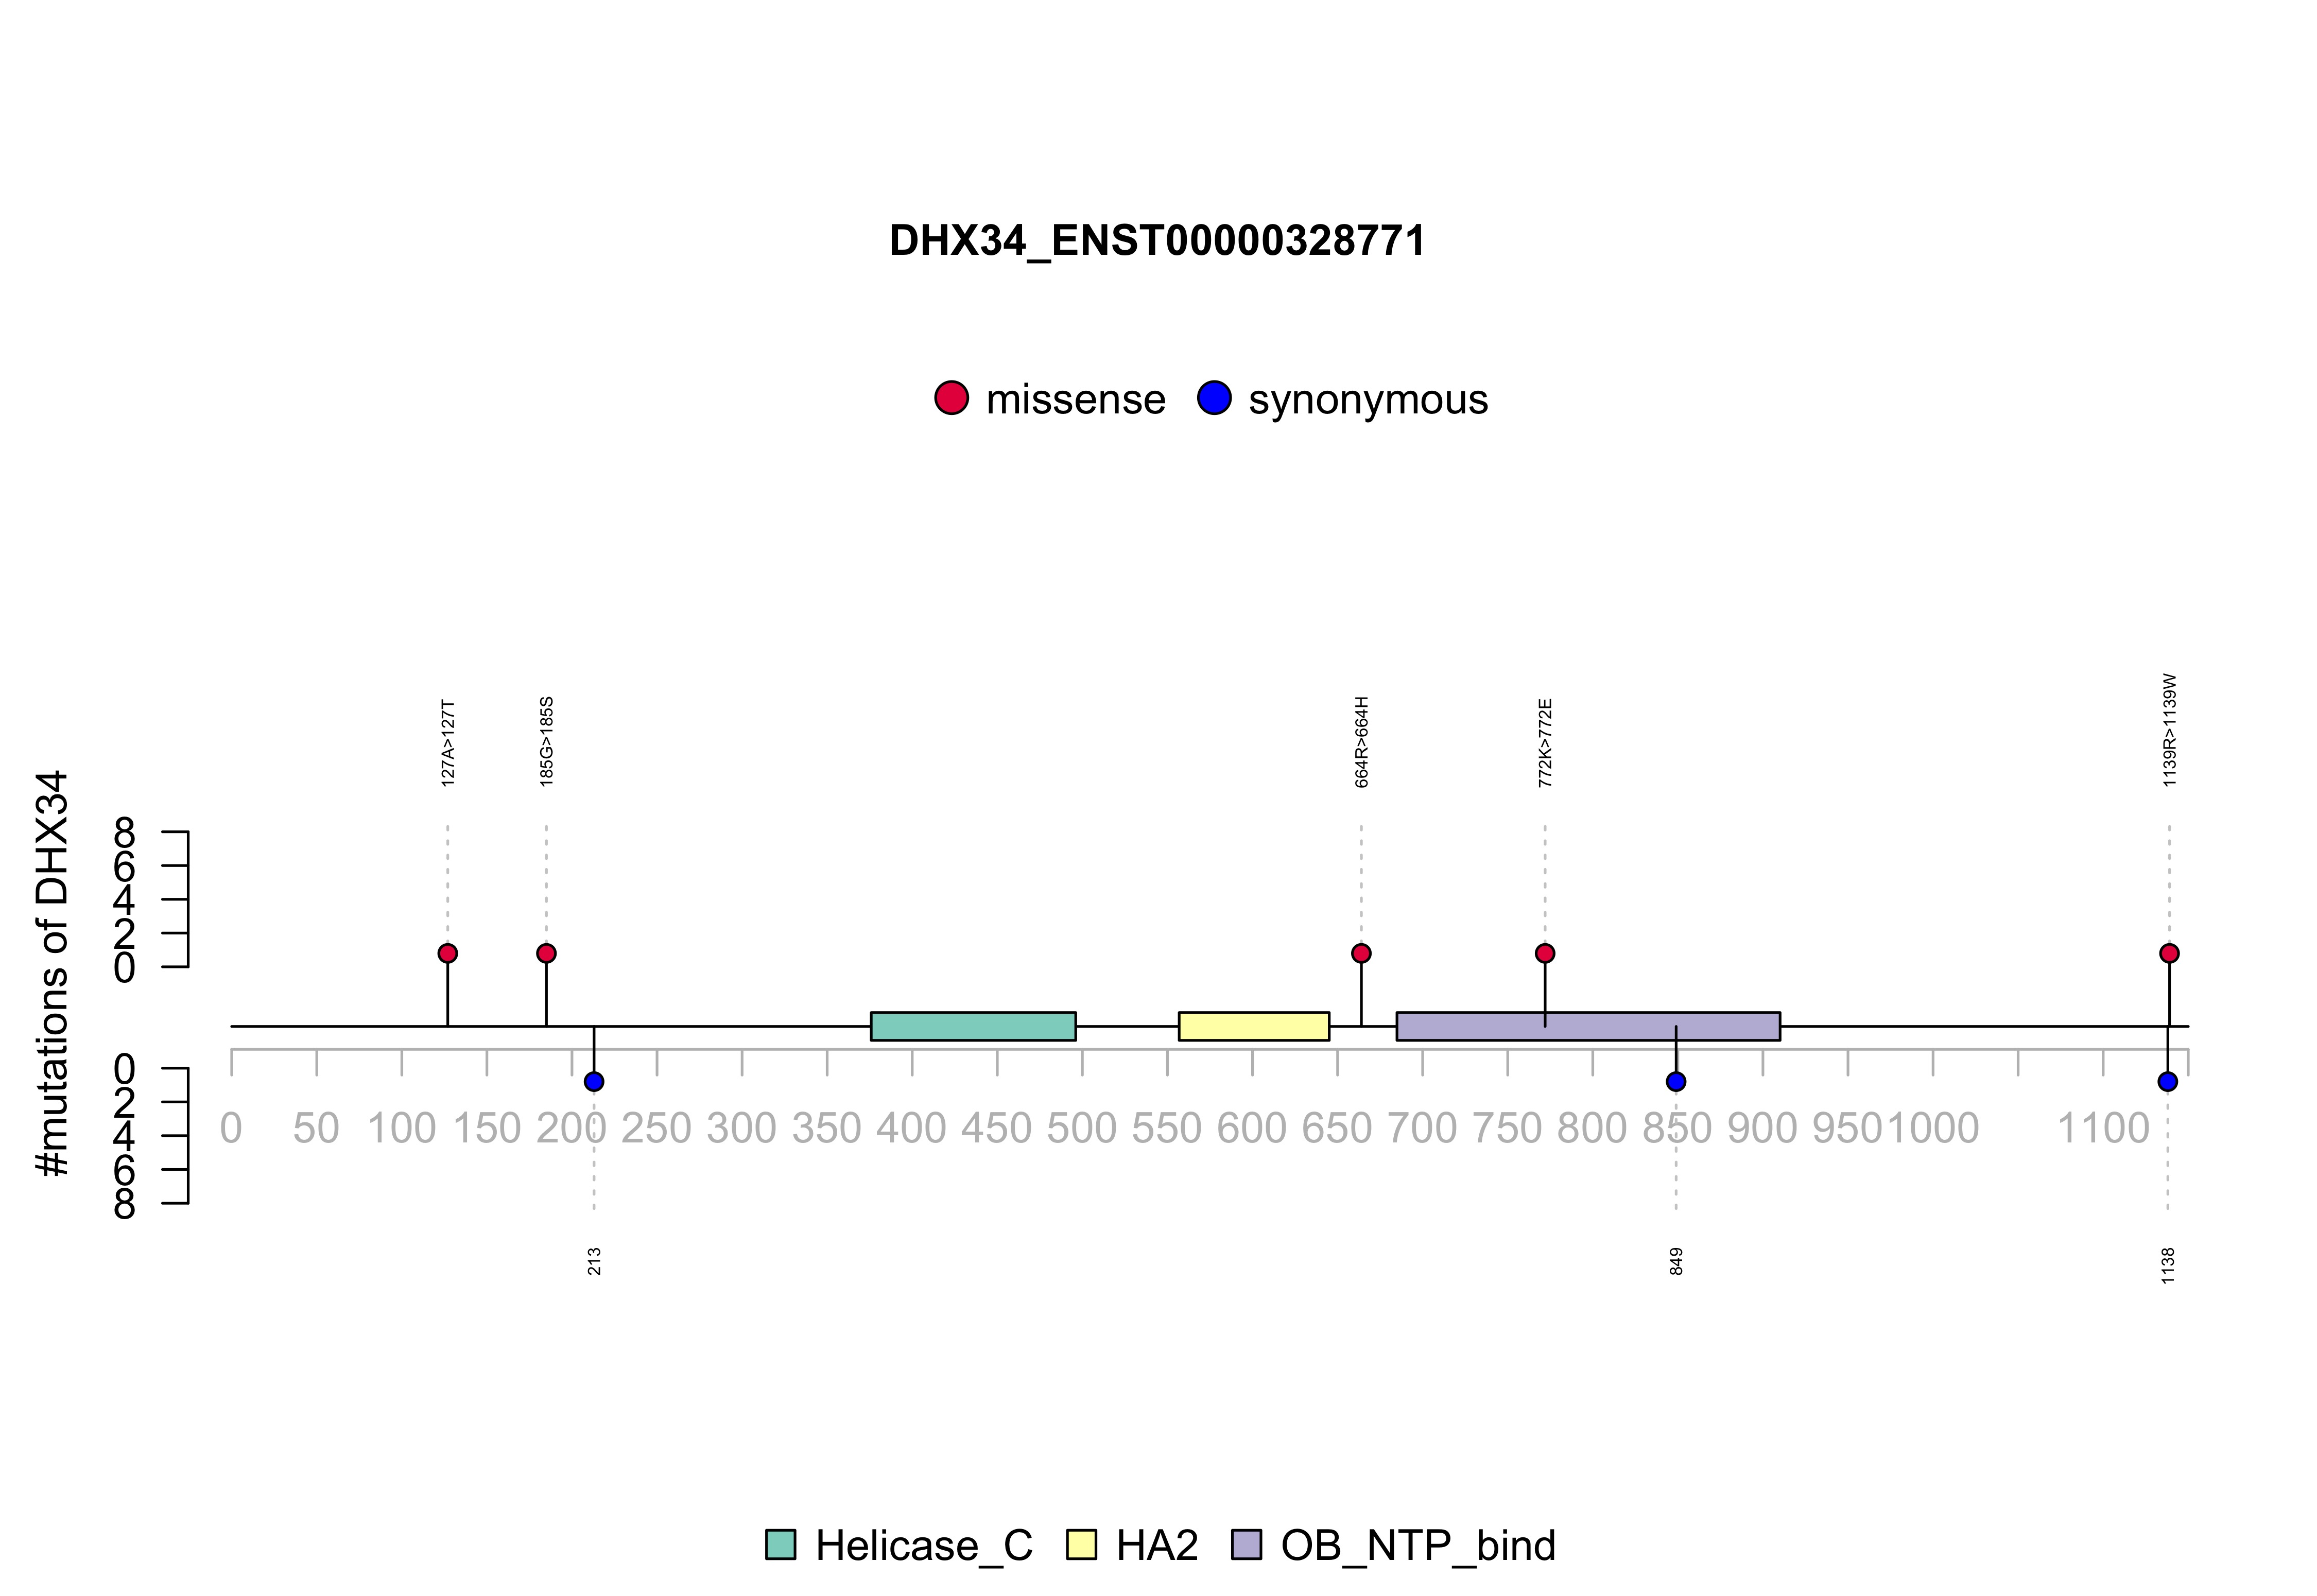 DHX34_ENST00000328771
missense synonymous
127A>127T 185G>185S 664R>664H 772K>772E 1139R>1139W
#mutations of DHX34
8
6
4
2
0
0
2
4
6
8
0 50 100 150 200 250 300 350 400 450 500 550 600 650 700 750 800 850 900 950 1000 1100
213 849 1138
Helicase_C HA2 OB_NTP_bind